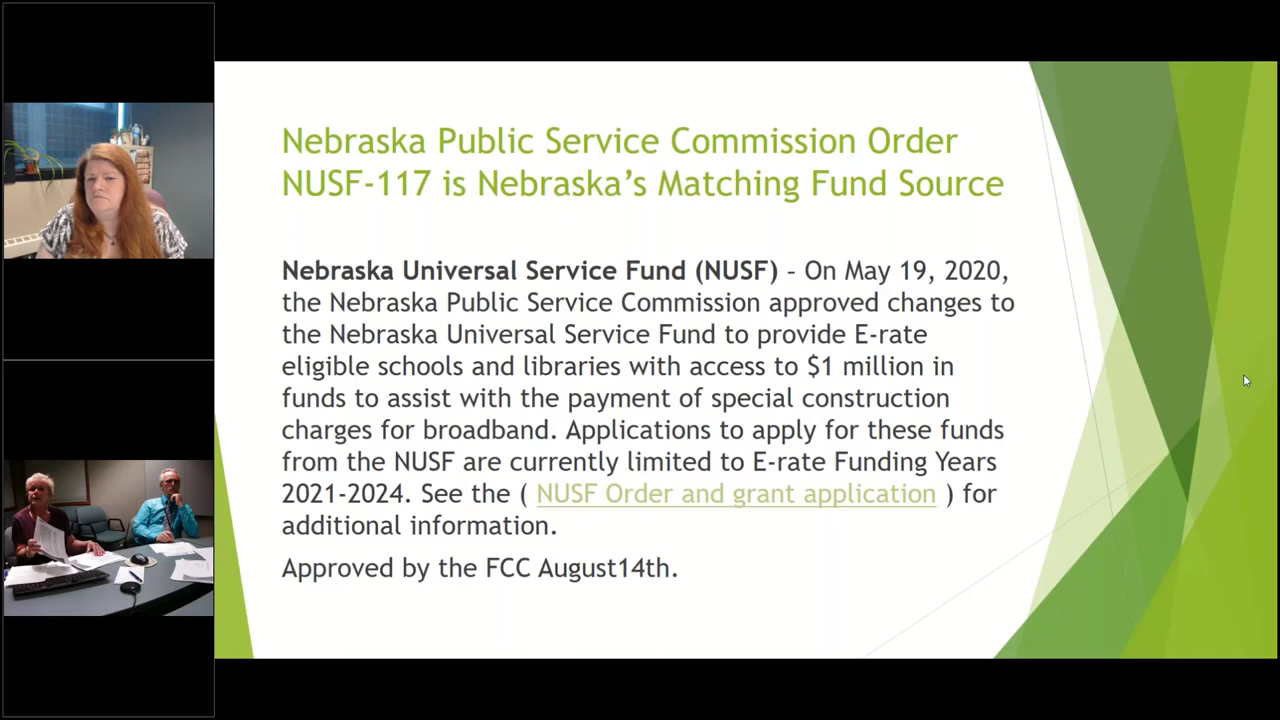 Nebraska Public Service Commission Order
NUSF-117 is Nebraska's Matching Fund Source
Nebraska Universal Service Fund (NUSF) – On May 19, 2020,
the Nebraska Public Service Commission approved changes to
the Nebraska Universal Service Fund to provide E-rate
eligible schools and libraries with access to $1 million in
funds to assist with the payment of special construction
charges for broadband. Applications to apply for these funds
from the NUSF are currently limited to E-rate Funding Years
2021-2024. See the ( NUSF Order and grant application ) for
additional information.
Approved by the FCC August14th.